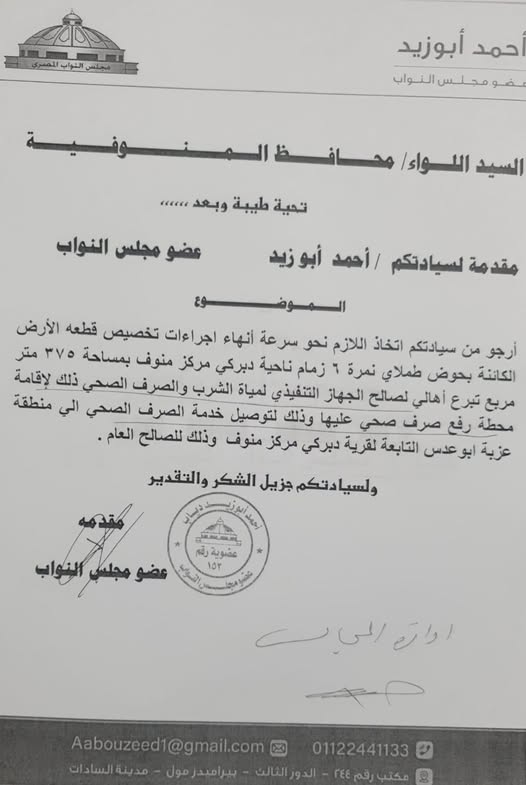 أحمد أبوزيد
عضو مجلس النواب
مجلس النواب المصرى
السيد اللواء/ محافظ المنوفية
تحية طيبة وبعد ،،،،،،
مقدمة لسيادتكم / أحمد أبو زيد عضو مجلس النواب
الموضوع
أرجو من سيادتكم اتخاذ اللازم نحو سرعة أنهاء اجراءات تخصيص قطعه الأرض
الكائنة بحوض طملاي نمرة ٦ زمام ناحية دبركي مركز منوف بمساحة ٣٧٥ متر
مربع تبرع أهالي لصالح الجهاز التنفيذي لمياة الشرب والصرف الصحي ذلك لإقامة
محطة رفع صرف صحي عليها وذلك لتوصيل خدمة الصرف الصحي الي منطقة
عزبة ابوعدس التابعة لقرية دبركي مركز منوف وذلك للصالح العام .
ولسيادتكم جزيل الشكر والتقدير
مقدمه
عضو مجلس النواب
أحمد أبوزيد دياب
عضوية رقم
١٥٢
عضو مجلس النواب
ادارة
Aabouzeed1@gmail.com 01122441133
مكتب رقم ٢٤٤ - الدور الثالث - بيراميدز مول - مدينة السادات